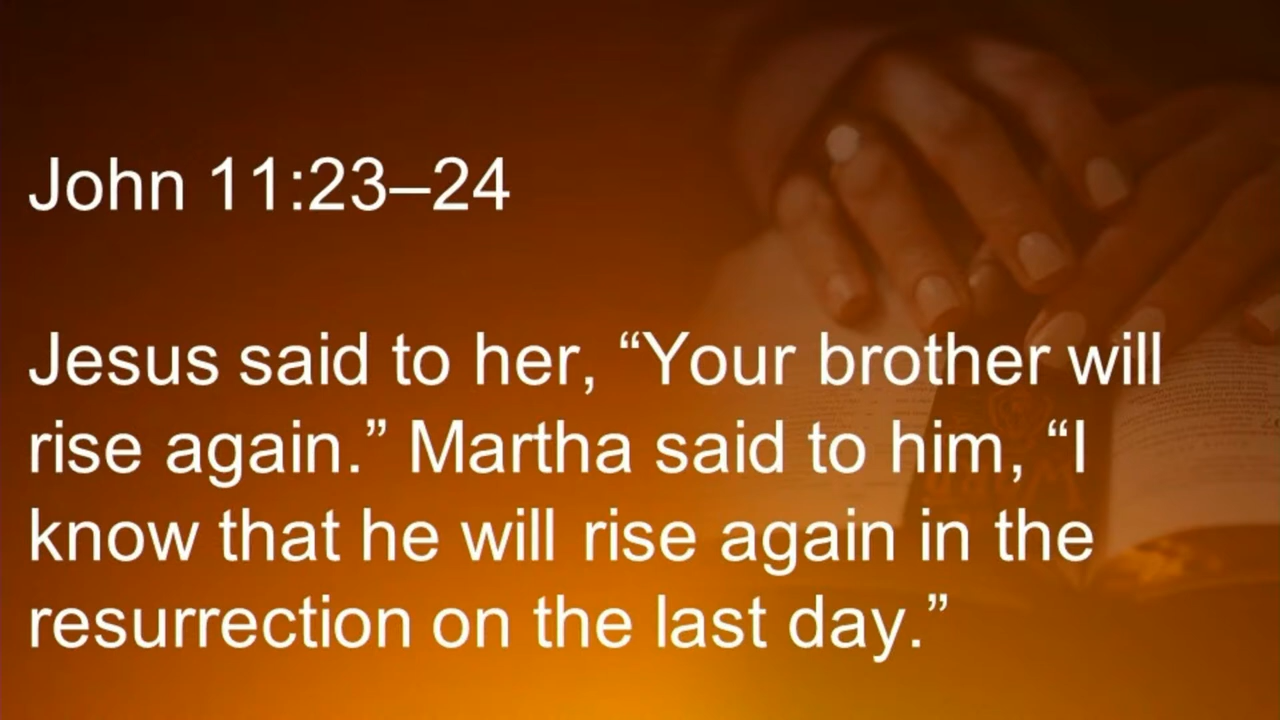 John 11:23–24
Jesus said to her, “Your brother will
rise again.” Martha said to him, “I
know that he will rise again in the
resurrection on the last day.”